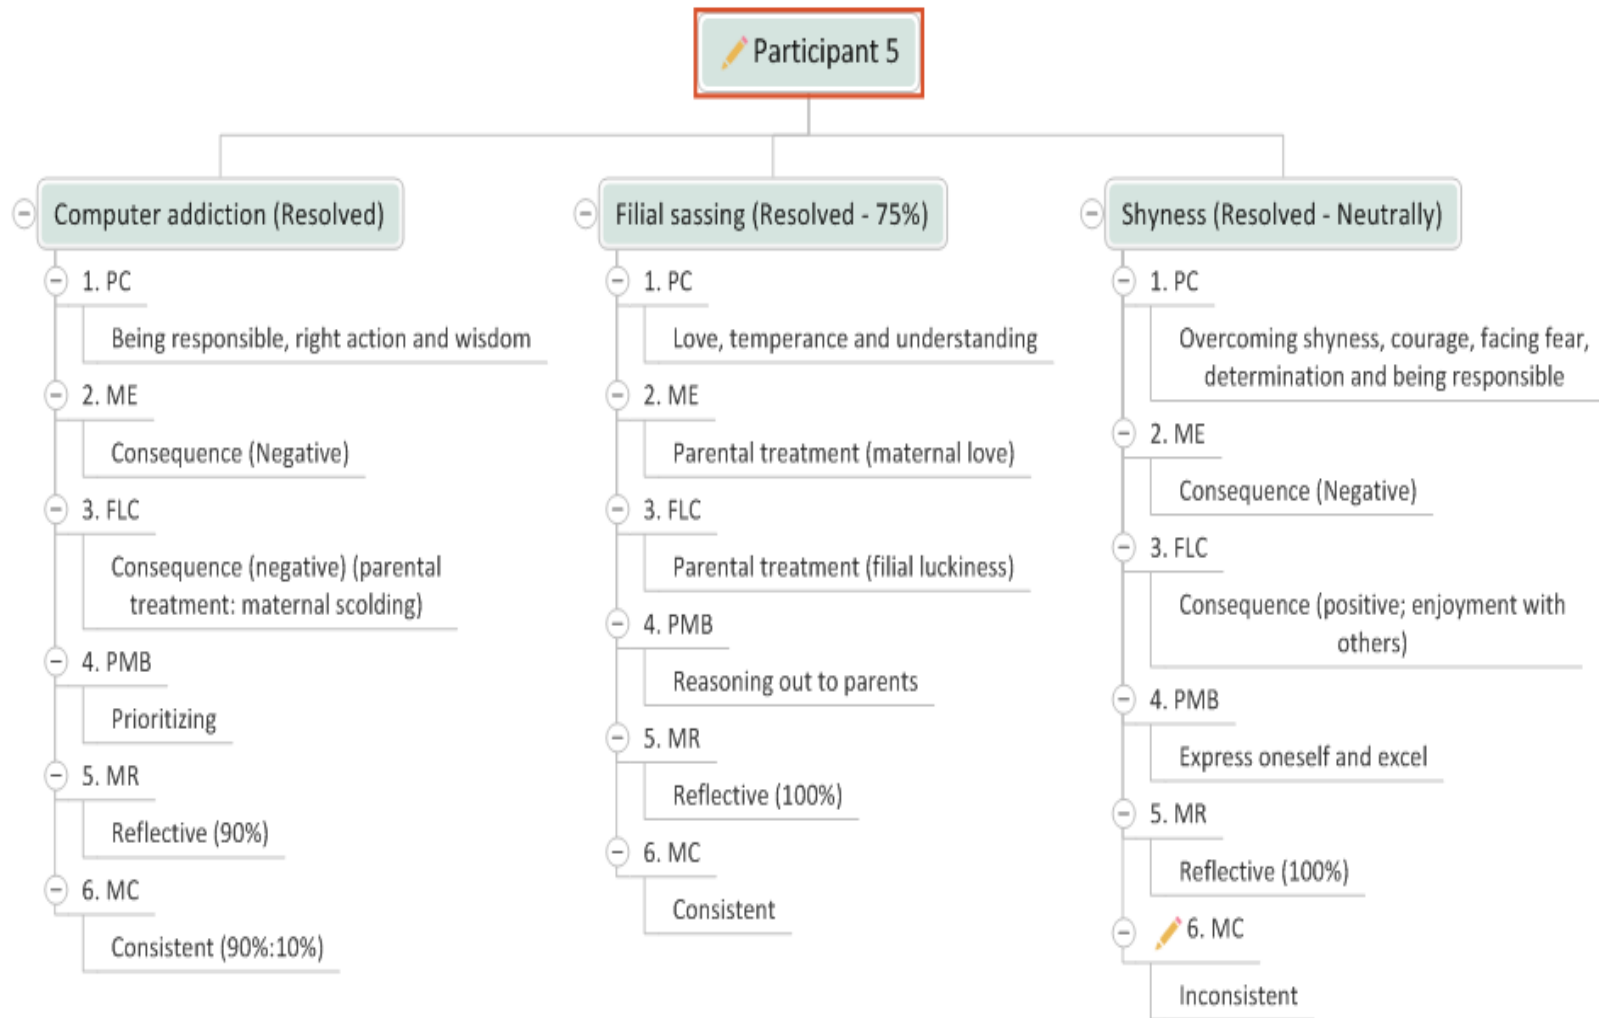 Participant 5
Computer addiction (Resolved)
1. PC
Being responsible, right action and wisdom
2. ME
Consequence (Negative)
3. FLC
Consequence (negative) (parental
treatment: maternal scolding)
4. PMB
Prioritizing
5. MR
Reflective (90%)
6. MC
Consistent (90%:10%)
Filial sassing (Resolved - 75%)
1. PC
Love, temperance and understanding
2. ME
Parental treatment (maternal love)
3. FLC
Parental treatment (filial luckiness)
4. PMB
Reasoning out to parents
5. MR
Reflective (100%)
6. MC
Consistent
Shyness (Resolved - Neutrally)
1. PC
Overcoming shyness, courage, facing fear,
determination and being responsible
2. ME
Consequence (Negative)
3. FLC
Consequence (positive; enjoyment with
others)
4. PMB
Express oneself and excel
5. MR
Reflective (100%)
6. MC
Inconsistent